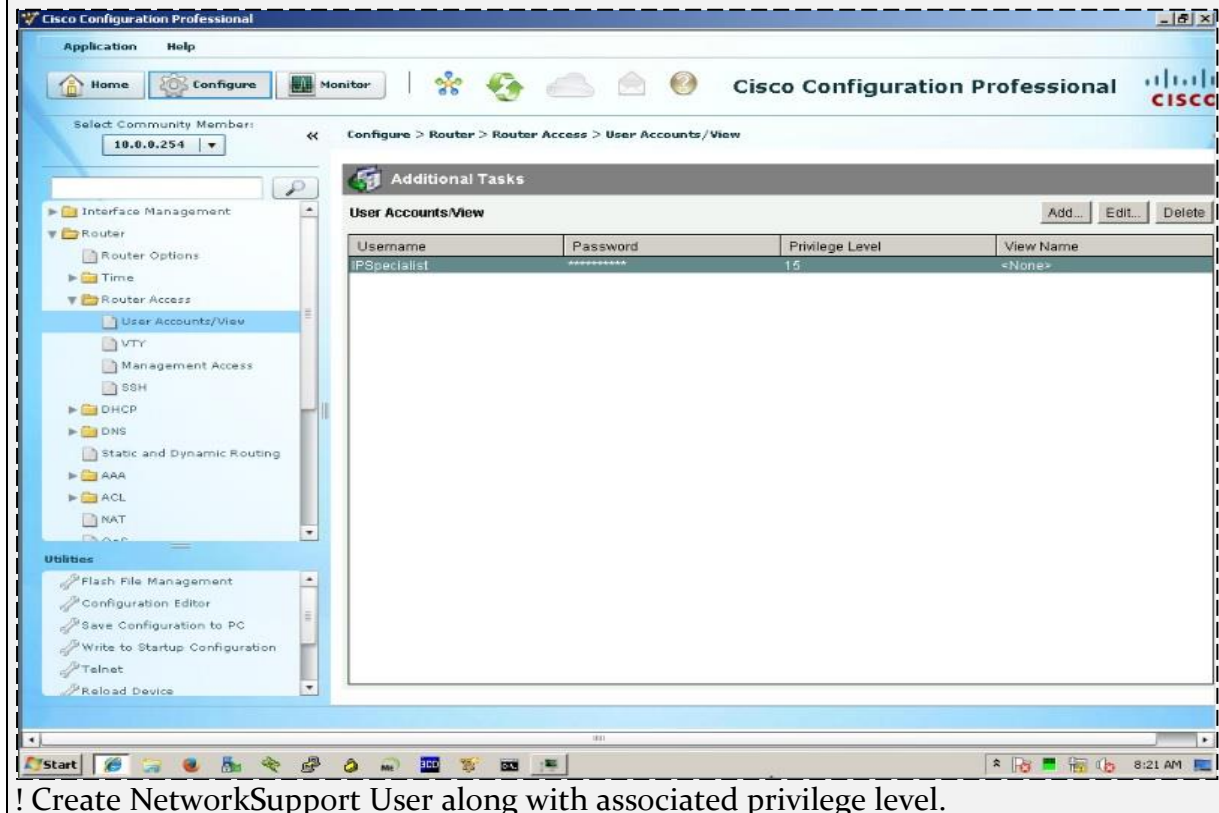 Cisco Configuration Professional
Application Help
Home Configure Monitor Cisco Configuration Professional CISCO
Select Community Member:
10.0.0.254
Configure > Router > Router Access > User Accounts/View
Additional Tasks
User Accounts/View Add... Edit... Delete
Username Password Privilege Level View Name
IPSpecialist ********** 15 <None>
Interface Management
Router
Router Options
Time
Router Access
User Accounts/View
VTY
Management Access
SSH
DHCP
DNS
Static and Dynamic Routing
AAA
ACL
NAT
Utilities
Flash File Management
Configuration Editor
Save Configuration to PC
Write to Startup Configuration
Telnet
Reload Device
Start 8:21 AM
! Create NetworkSupport User along with associated privilege level.